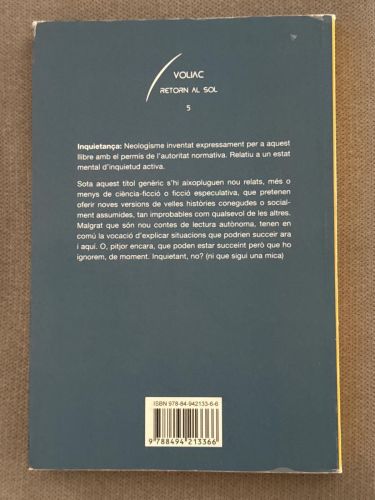 VOLIAC
RETORN AL SOL
5
Inquietança: Neologisme inventat expressament per a aquest
llibre amb el permís de l'autoritat normativa. Relatiu a un estat
mental d'inquietud activa.
Sota aquest títol genèric s'hi aixopluguen nou relats, més o
menys de ciència-ficció o ficció especulativa, que pretenen
oferir noves versions de velles històries conegudes o social-
ment assumides, tan improbables com qualsevol de les altres.
Malgrat que són nou contes de lectura autònoma, tenen en
comú la vocació d'explicar situacions que podrien succeir ara
i aquí. O, pitjor encara, que poden estar succeint però que ho
ignorem, de moment. Inquietant, no? (ni que sigui una mica)
ISBN 978-84-942133-6-6
9 788494 213366